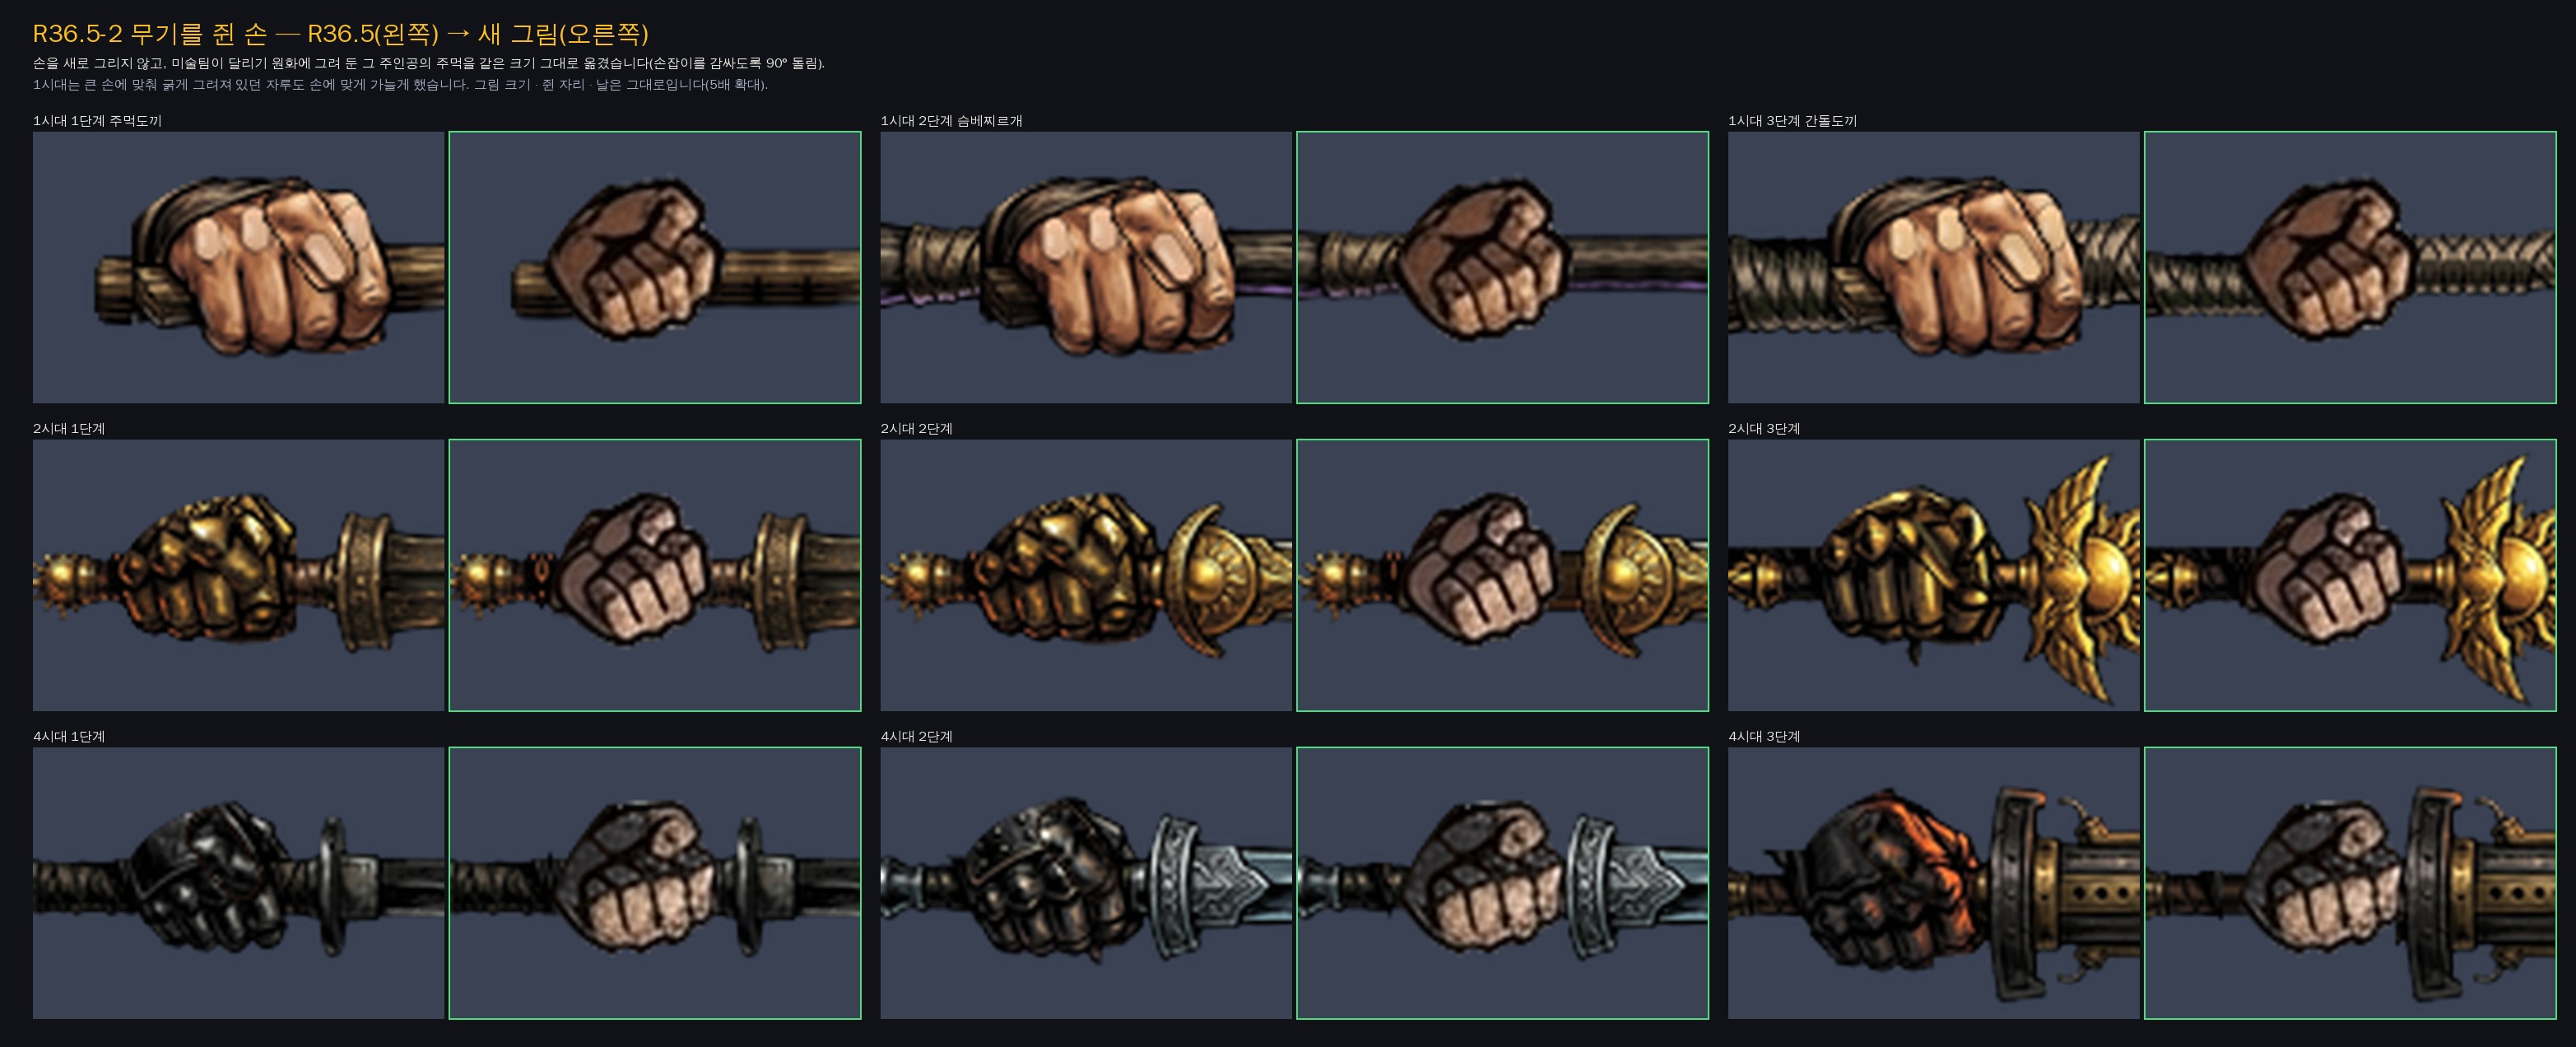 R36.5-2 무기를 쥔 손 — R36.5(왼쪽) → 새 그림(오른쪽)
손을 새로 그리지 않고, 미술팀이 달리기 원화에 그려 둔 그 주인공의 주먹을 같은 크기 그대로 옮겼습니다(손잡이를 감싸도록 90° 돌림).
1시대는 큰 손에 맞춰 굵게 그려져 있던 자루도 손에 맞게 가늘게 했습니다. 그림 크기 · 쥔 자리 · 날은 그대로입니다(5배 확대).
1시대 1단계 주먹도끼
1시대 2단계 슴베찌르개
1시대 3단계 간돌도끼
2시대 1단계
2시대 2단계
2시대 3단계
4시대 1단계
4시대 2단계
4시대 3단계